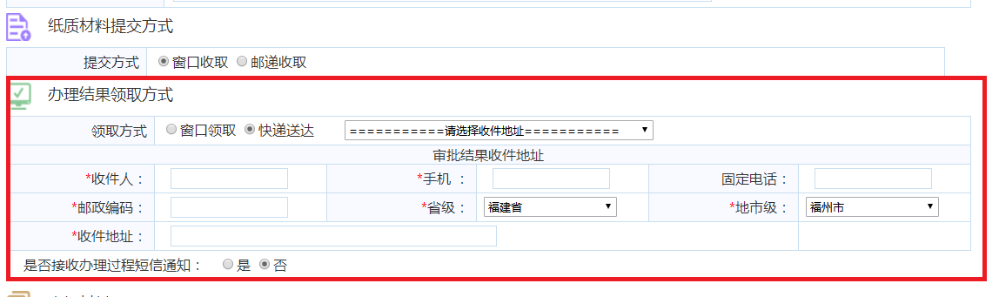 纸质材料提交方式
提交方式 窗口收取 邮递收取
办理结果领取方式
领取方式 窗口领取 快递送达 ===========请选择收件地址===========
审批结果收件地址
*收件人： *手机 ： 固定电话：
*邮政编码： *省级： 福建省 *地市级： 福州市
*收件地址：
是否接收办理过程短信通知： 是 否